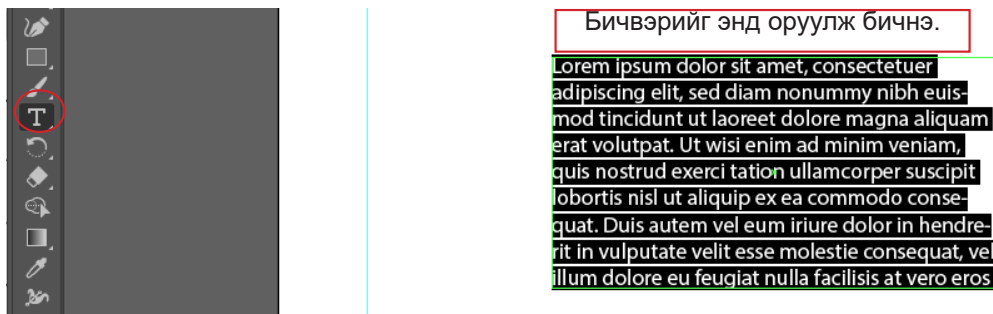 T
Бичвэрийг энд оруулж бичнэ.
Lorem ipsum dolor sit amet, consectetuer
adipiscing elit, sed diam nonummy nibh euis-
mod tincidunt ut laoreet dolore magna aliquam
erat volutpat. Ut wisi enim ad minim veniam,
quis nostrud exerci tation ullamcorper suscipit
lobortis nisl ut aliquip ex ea commodo conse-
quat. Duis autem vel eum iriure dolor in hendre-
rit in vulputate velit esse molestie consequat, vel
illum dolore eu feugiat nulla facilisis at vero eros